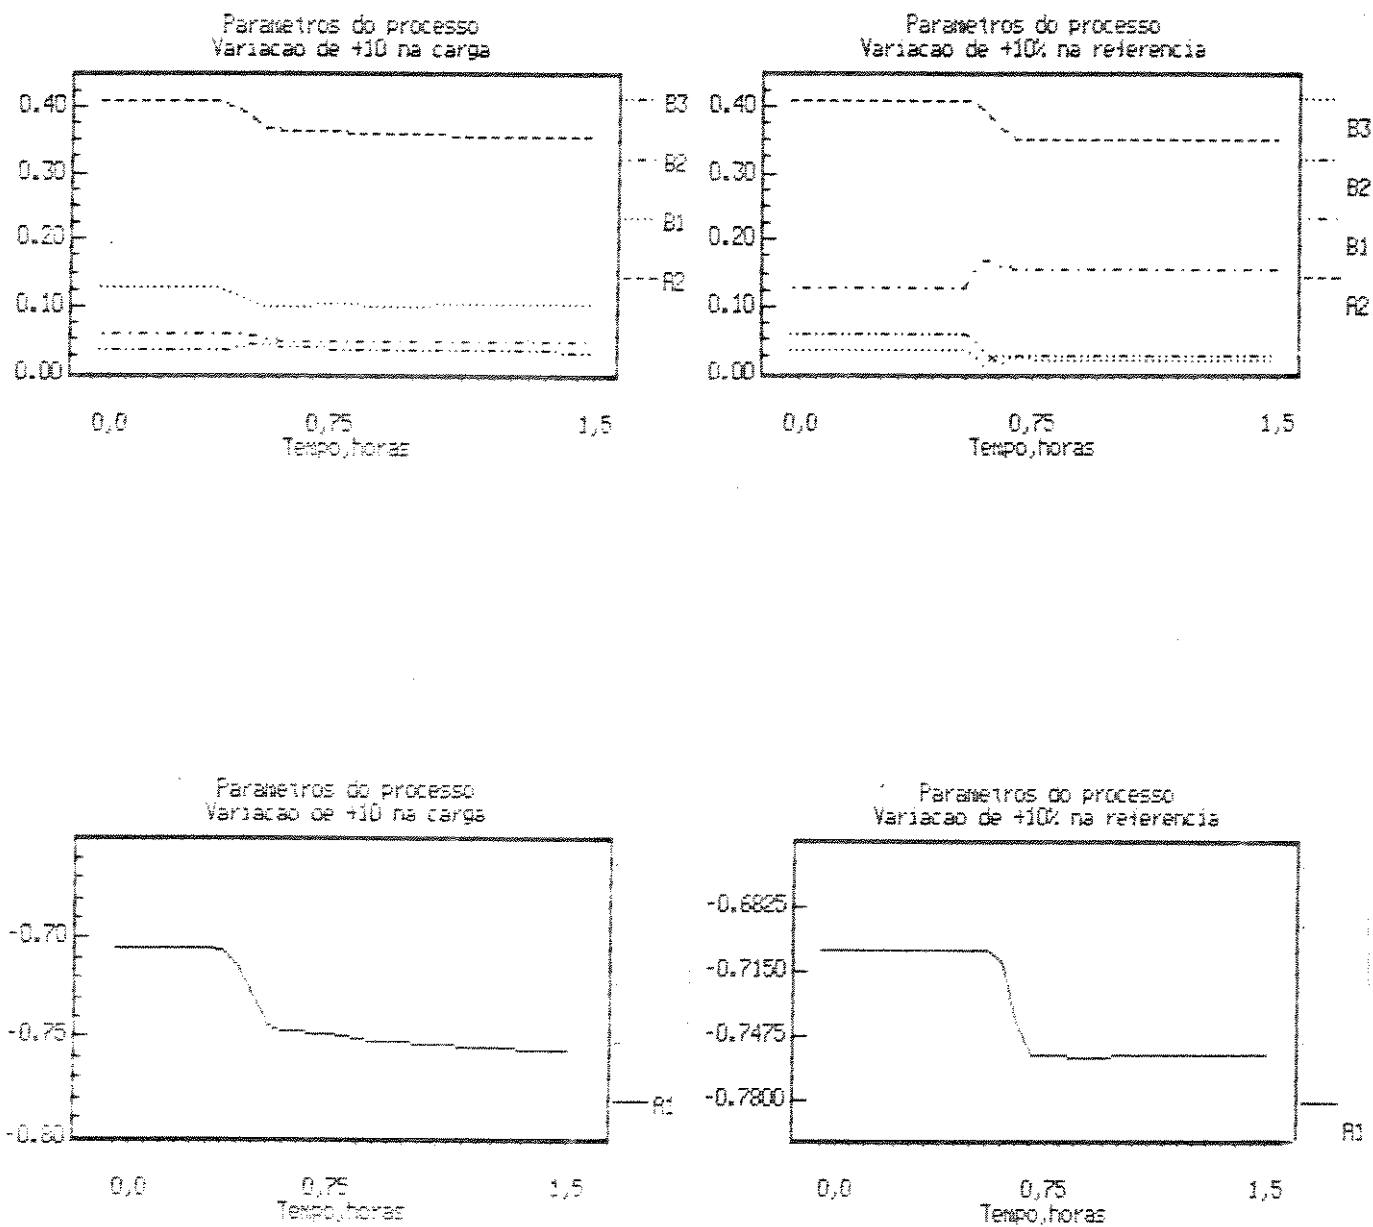 Parametros do processo
Variacao de +10 na carga
0.40
0.30
0.20
0.10
0.00
B3
B2
B1
A2
0,0 0,75 1,5
Tempo,horas
Parametros do processo
Variacao de +10% na referencia
0.40
0.30
0.20
0.10
0.00
B3
B2
B1
A2
0,0 0,75 1,5
Tempo,horas
Parametros do processo
Variacao de +10 na carga
-0.70
-0.75
-0.80
A1
0,0 0,75 1,5
Tempo,horas
Parametros do processo
Variacao de +10% na referencia
-0.6825
-0.7150
-0.7475
-0.7800
A1
0,0 0,75 1,5
Tempo,horas